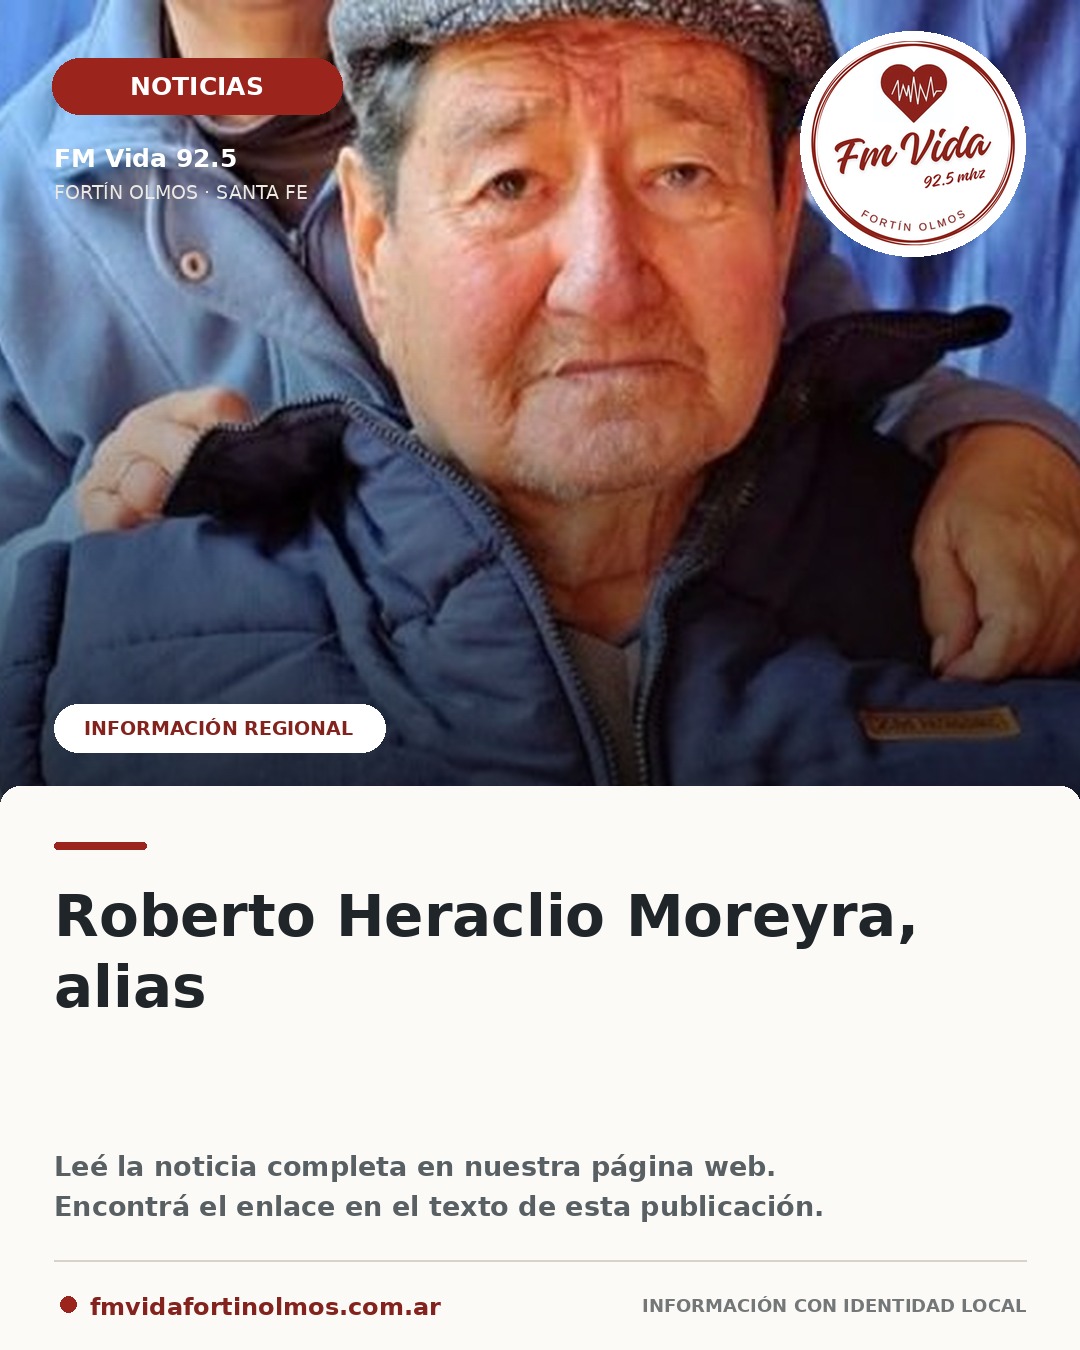 NOTICIAS
FM Vida 92.5
FORTÍN OLMOS · SANTA FE
Fm Vida
92.5 mhz
FORTÍN OLMOS
INFORMACIÓN REGIONAL
Roberto Heraclio Moreyra,
alias
Leé la noticia completa en nuestra página web.
Encontrá el enlace en el texto de esta publicación.
fmvidafortinolmos.com.ar
INFORMACIÓN CON IDENTIDAD LOCAL